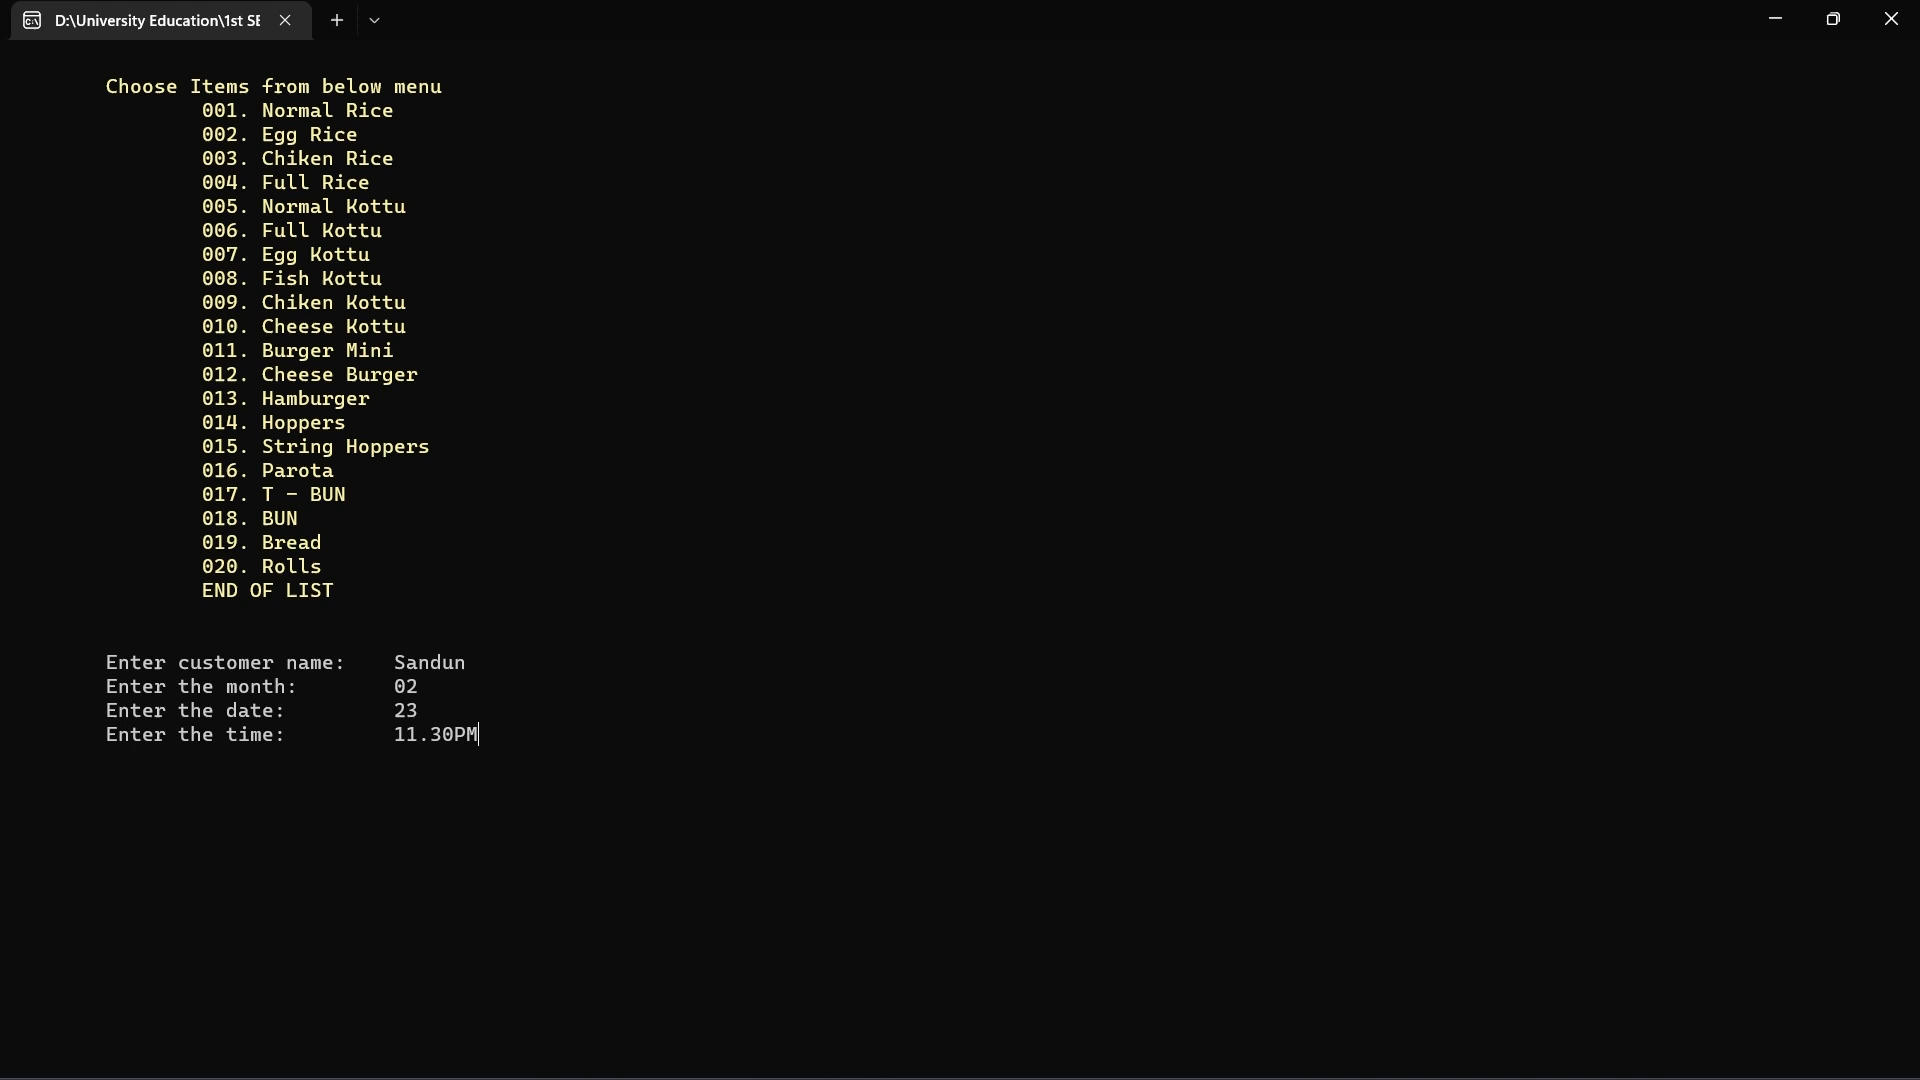 D:\University Education\1st SE
Choose Items from below menu
001. Normal Rice
002. Egg Rice
003. Chiken Rice
004. Full Rice
005. Normal Kottu
006. Full Kottu
007. Egg Kottu
008. Fish Kottu
009. Chiken Kottu
010. Cheese Kottu
011. Burger Mini
012. Cheese Burger
013. Hamburger
014. Hoppers
015. String Hoppers
016. Parota
017. T - BUN
018. BUN
019. Bread
020. Rolls
END OF LIST
Enter customer name: Sandun
Enter the month: 02
Enter the date: 23
Enter the time: 11.30PM